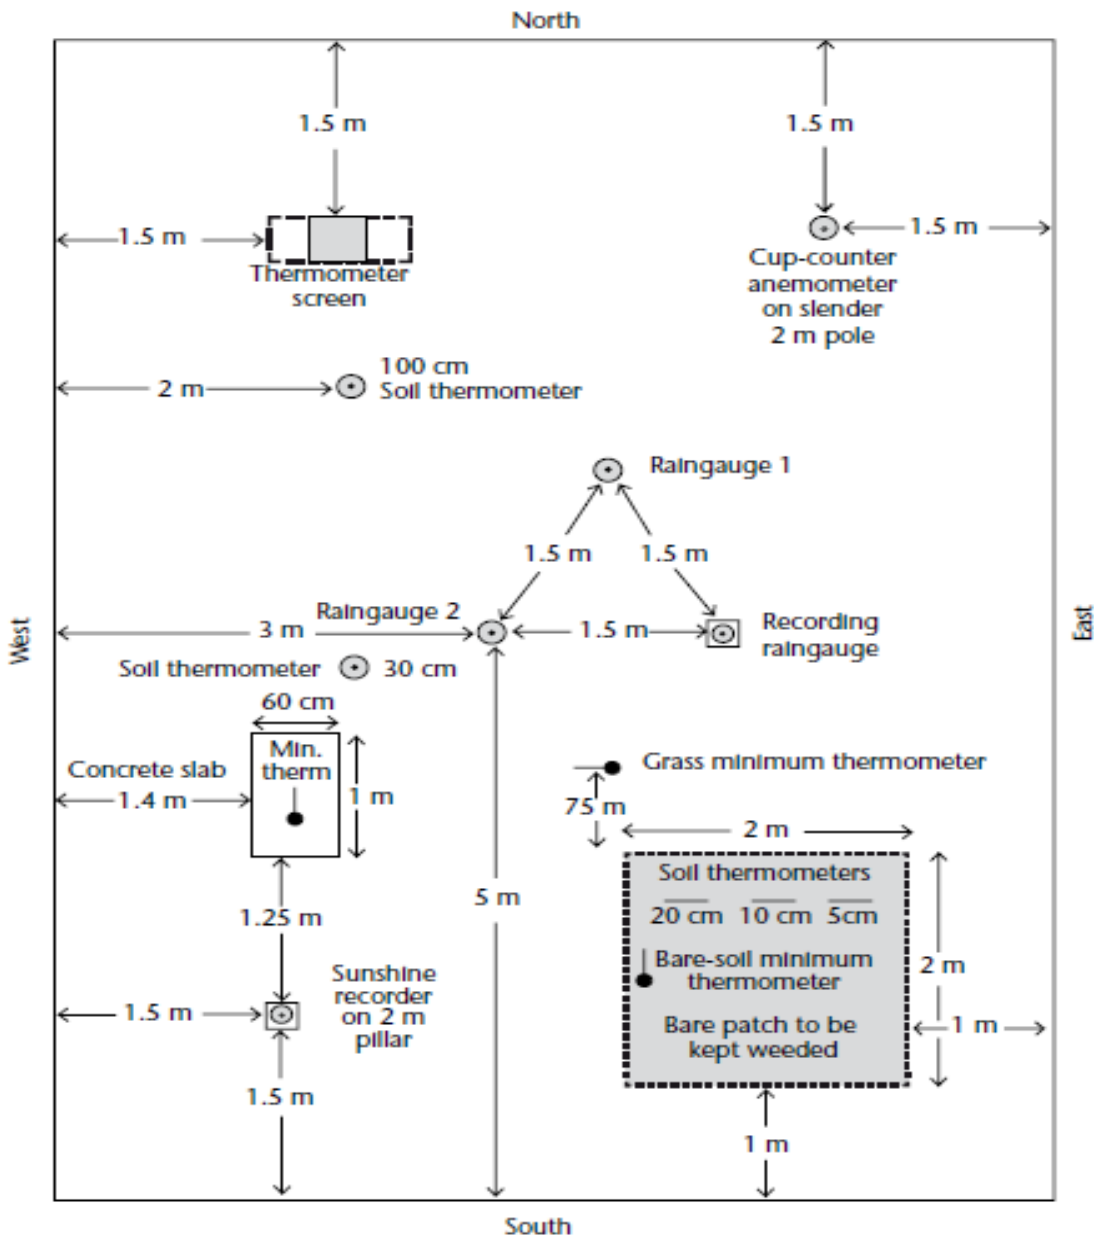 North
1.5 m
1.5 m
1.5 m
1.5 m
Thermometer
screen
Cup-counter
anemometer
on slender
2 m pole
100 cm
2 m
Soil thermometer
Raingauge 1
1.5 m
1.5 m
Raingauge 2
3 m
1.5 m
Recording
raingauge
West
East
Soil thermometer
30 cm
60 cm
Min.
therm
Concrete slab
1.4 m
1 m
Grass minimum thermometer
75 m
2 m
Soil thermometers
20 cm 10 cm 5cm
Bare-soil minimum
thermometer
Bare patch to be
kept weeded
2 m
1 m
1 m
5 m
1.25 m
Sunshine
recorder
on 2 m
pillar
1.5 m
1.5 m
South